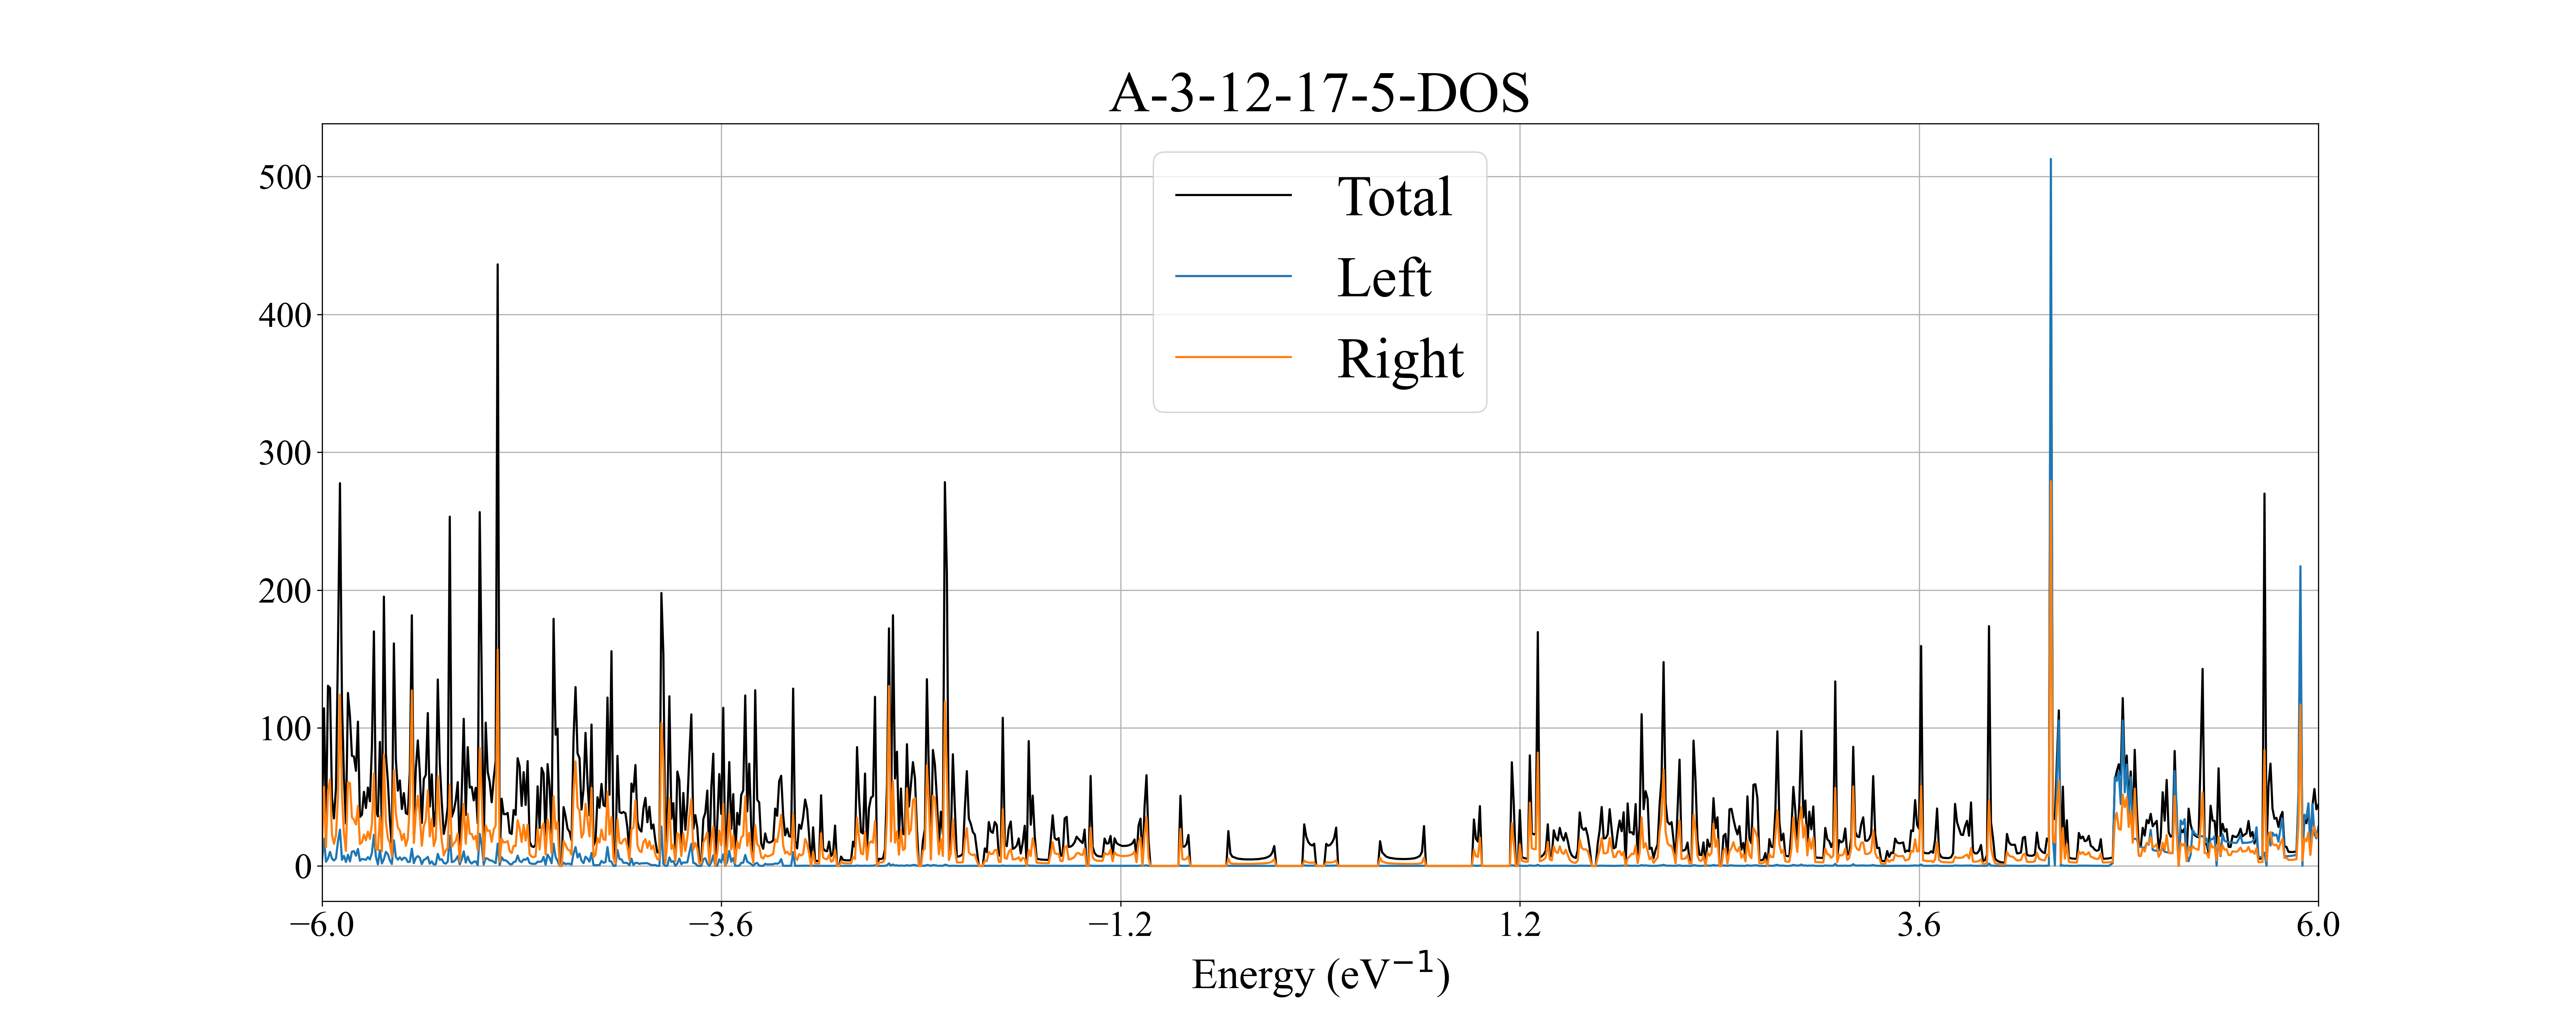 A-3-12-17-5-DOS
Total
Left
Right
500
400
300
200
100
0
−6.0 −3.6 −1.2 1.2 3.6 6.0
Energy (eV⁻¹)